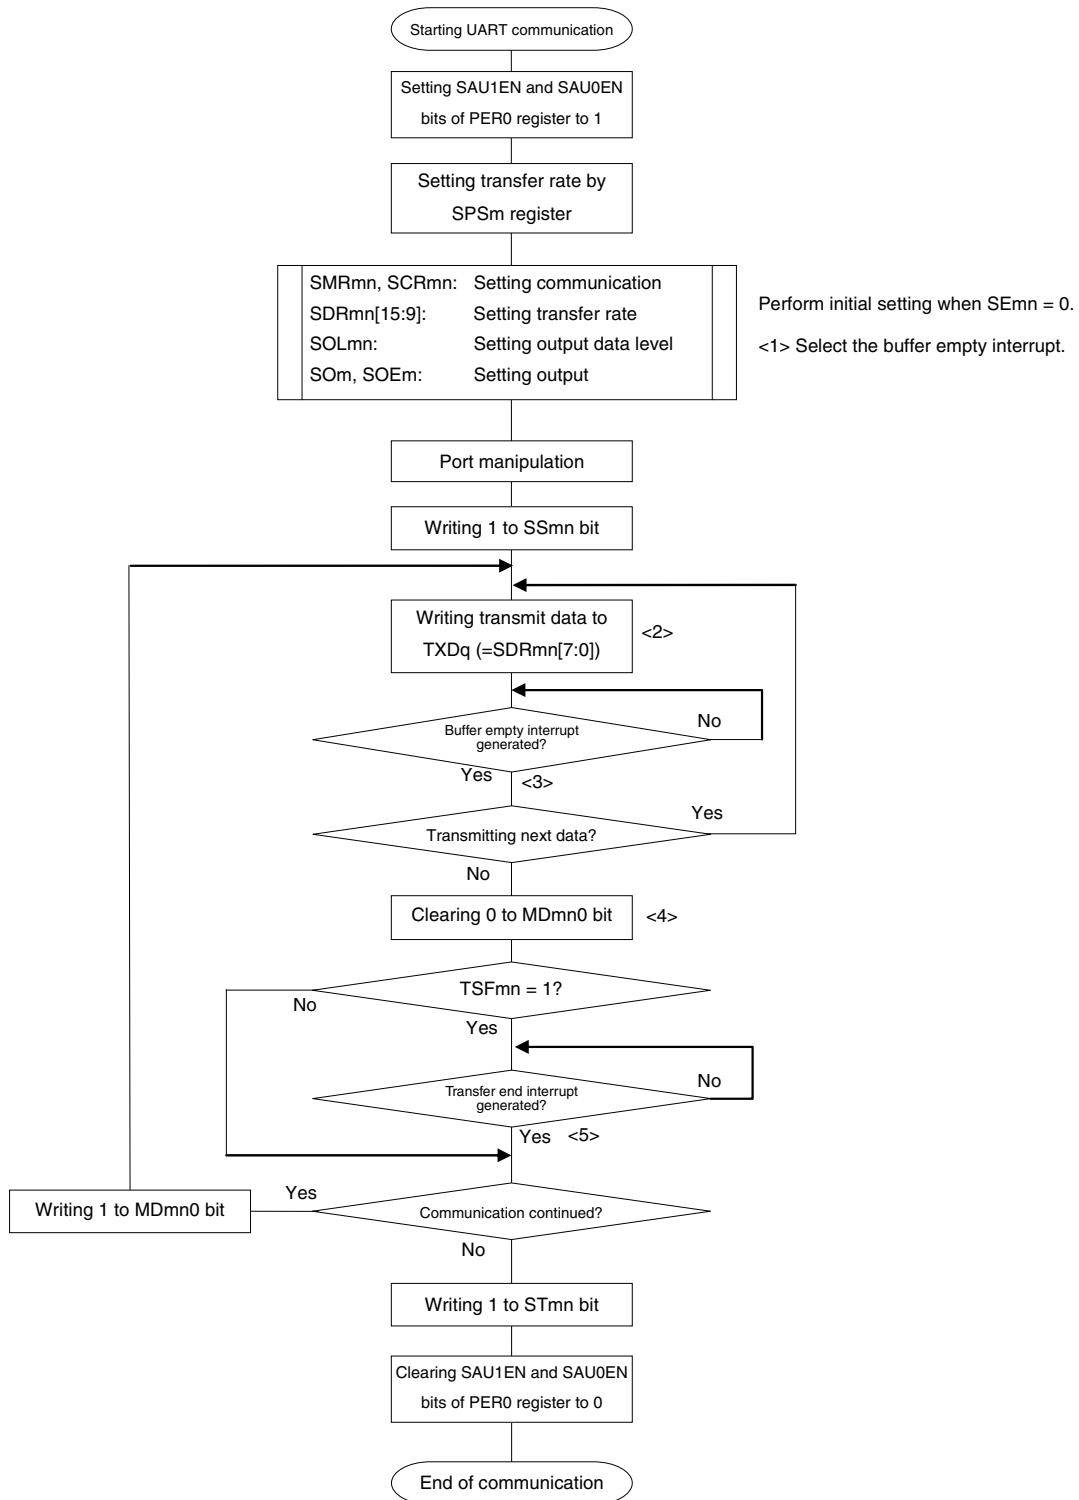 Starting UART communication
Setting SAU1EN and SAU0EN
bits of PER0 register to 1
Setting transfer rate by
SPSm register
SMRmn, SCRmn: Setting communication
SDRmn[15:9]: Setting transfer rate
SOLmn: Setting output data level
SOm, SOEm: Setting output
Perform initial setting when SEmn = 0.
<1> Select the buffer empty interrupt.
Port manipulation
Writing 1 to SSmn bit
Writing transmit data to
TXDq (=SDRmn[7:0])
<2>
No
Buffer empty interrupt
generated?
Yes
<3>
Yes
Transmitting next data?
No
Clearing 0 to MDmn0 bit
<4>
TSFmn = 1?
No
Yes
No
Transfer end interrupt
generated?
Yes <5>
Writing 1 to MDmn0 bit
Yes
Communication continued?
No
Writing 1 to STmn bit
Clearing SAU1EN and SAU0EN
bits of PER0 register to 0
End of communication